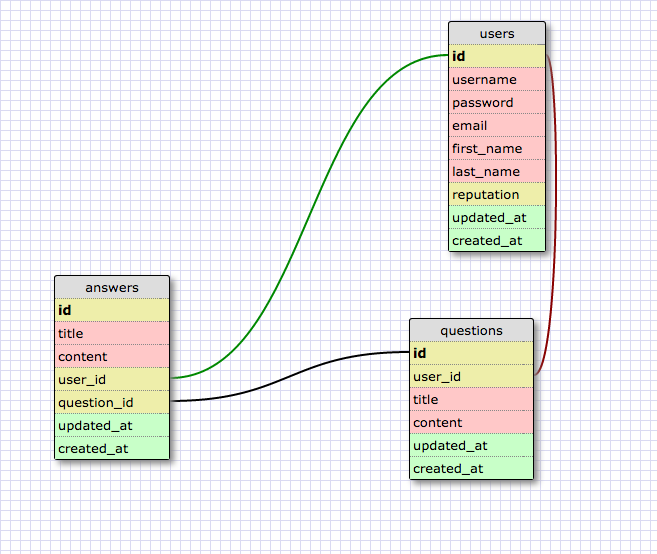 users
id
username
password
email
first_name
last_name
reputation
updated_at
created_at
answers
id
title
content
user_id
question_id
updated_at
created_at
questions
id
user_id
title
content
updated_at
created_at